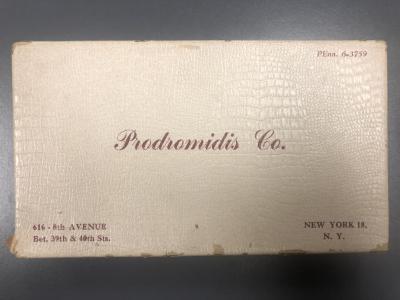 PEnn. 6-3759
Prodromidis Co.
616 - 8th AVENUE
Bet. 39th & 40th Sts.
NEW YORK 18,
N. Y.